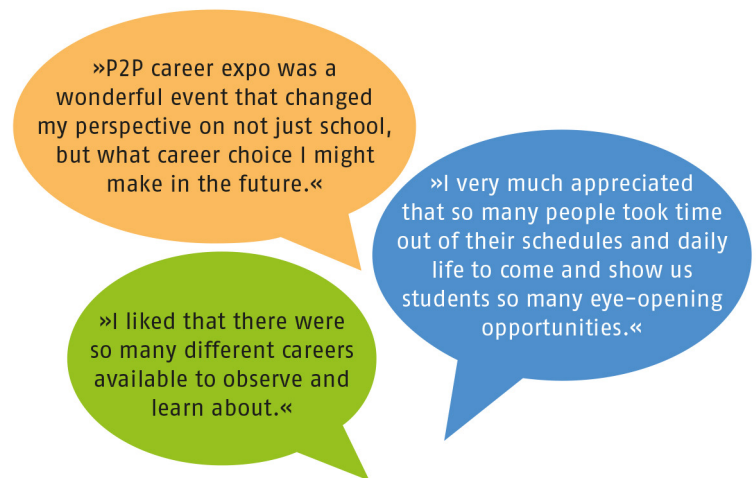 »P2P career expo was a
wonderful event that changed
my perspective on not just school,
but what career choice I might
make in the future.«
»I very much appreciated
that so many people took time
out of their schedules and daily
life to come and show us
students so many eye-opening
opportunities.«
»I liked that there were
so many different careers
available to observe and
learn about.«